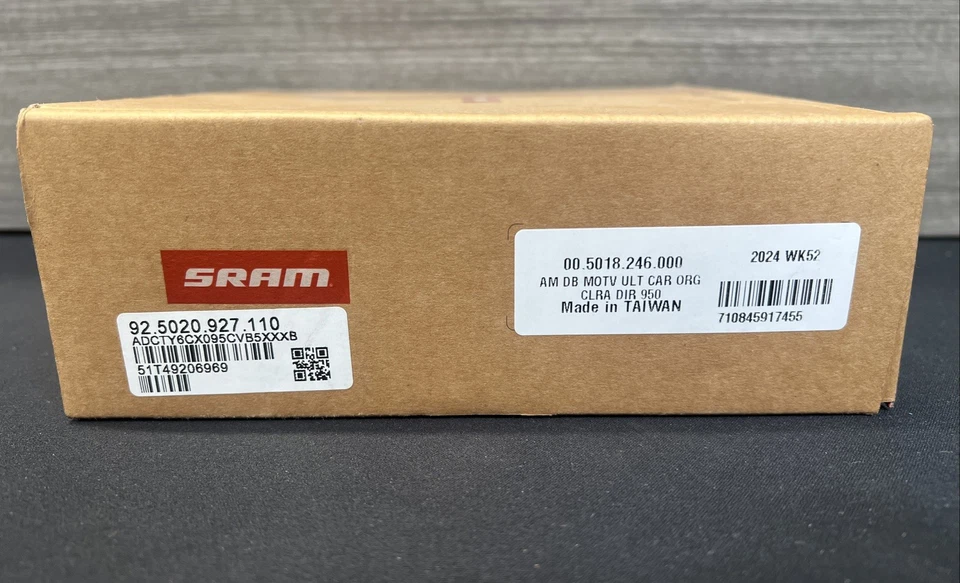 SRAM
92.5020.927.110
ADCTY6CX095CVB5XXXB
51T49206969
00.5018.246.000
2024 WK52
AM DB MOTV ULT CAR ORG
CLRA DIR 950
Made in TAIWAN
710845917455